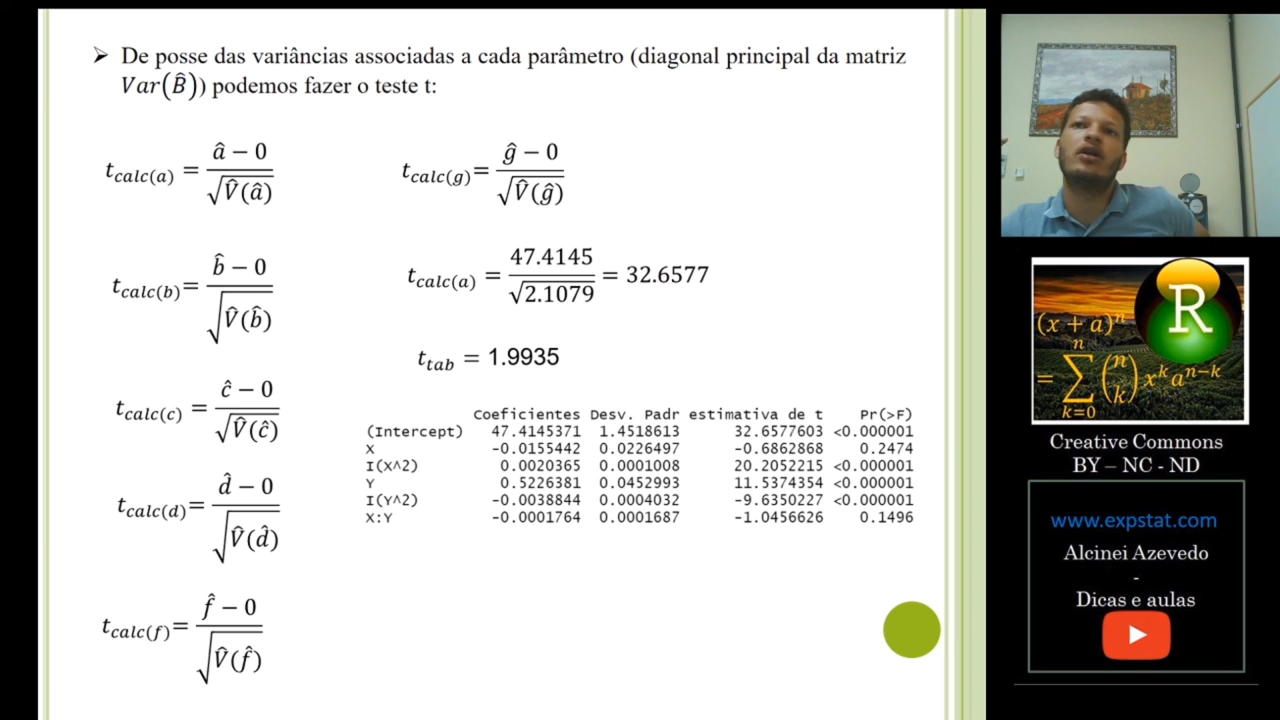 ➢ De posse das variâncias associadas a cada parâmetro (diagonal principal da matriz
Var(B̂)) podemos fazer o teste t:
t_calc(a) = (â − 0) / √V̂(â)
t_calc(b) = (b̂ − 0) / √V̂(b̂)
t_calc(c) = (ĉ − 0) / √V̂(ĉ)
t_calc(d) = (d̂ − 0) / √V̂(d̂)
t_calc(f) = (f̂ − 0) / √V̂(f̂)
t_calc(g) = (ĝ − 0) / √V̂(ĝ)
t_calc(a) = 47.4145 / √2.1079 = 32.6577
t_tab = 1.9935
Coeficientes Desv. Padr estimativa de t Pr(>F)
(Intercept) 47.4145371 1.4518613 32.6577603 <0.000001
X -0.0155442 0.0226497 -0.6862868 0.2474
I(X^2) 0.0020365 0.0001008 20.2052215 <0.000001
Y 0.5226381 0.0452993 11.5374354 <0.000001
I(Y^2) -0.0038844 0.0004032 -9.6350227 <0.000001
X:Y -0.0001764 0.0001687 -1.0456626 0.1496
R
(x + a)^n
= ∑_{k=0}^{n} (n k) x^k a^{n−k}
Creative Commons
BY – NC - ND
www.expstat.com
Alcinei Azevedo
-
Dicas e aulas